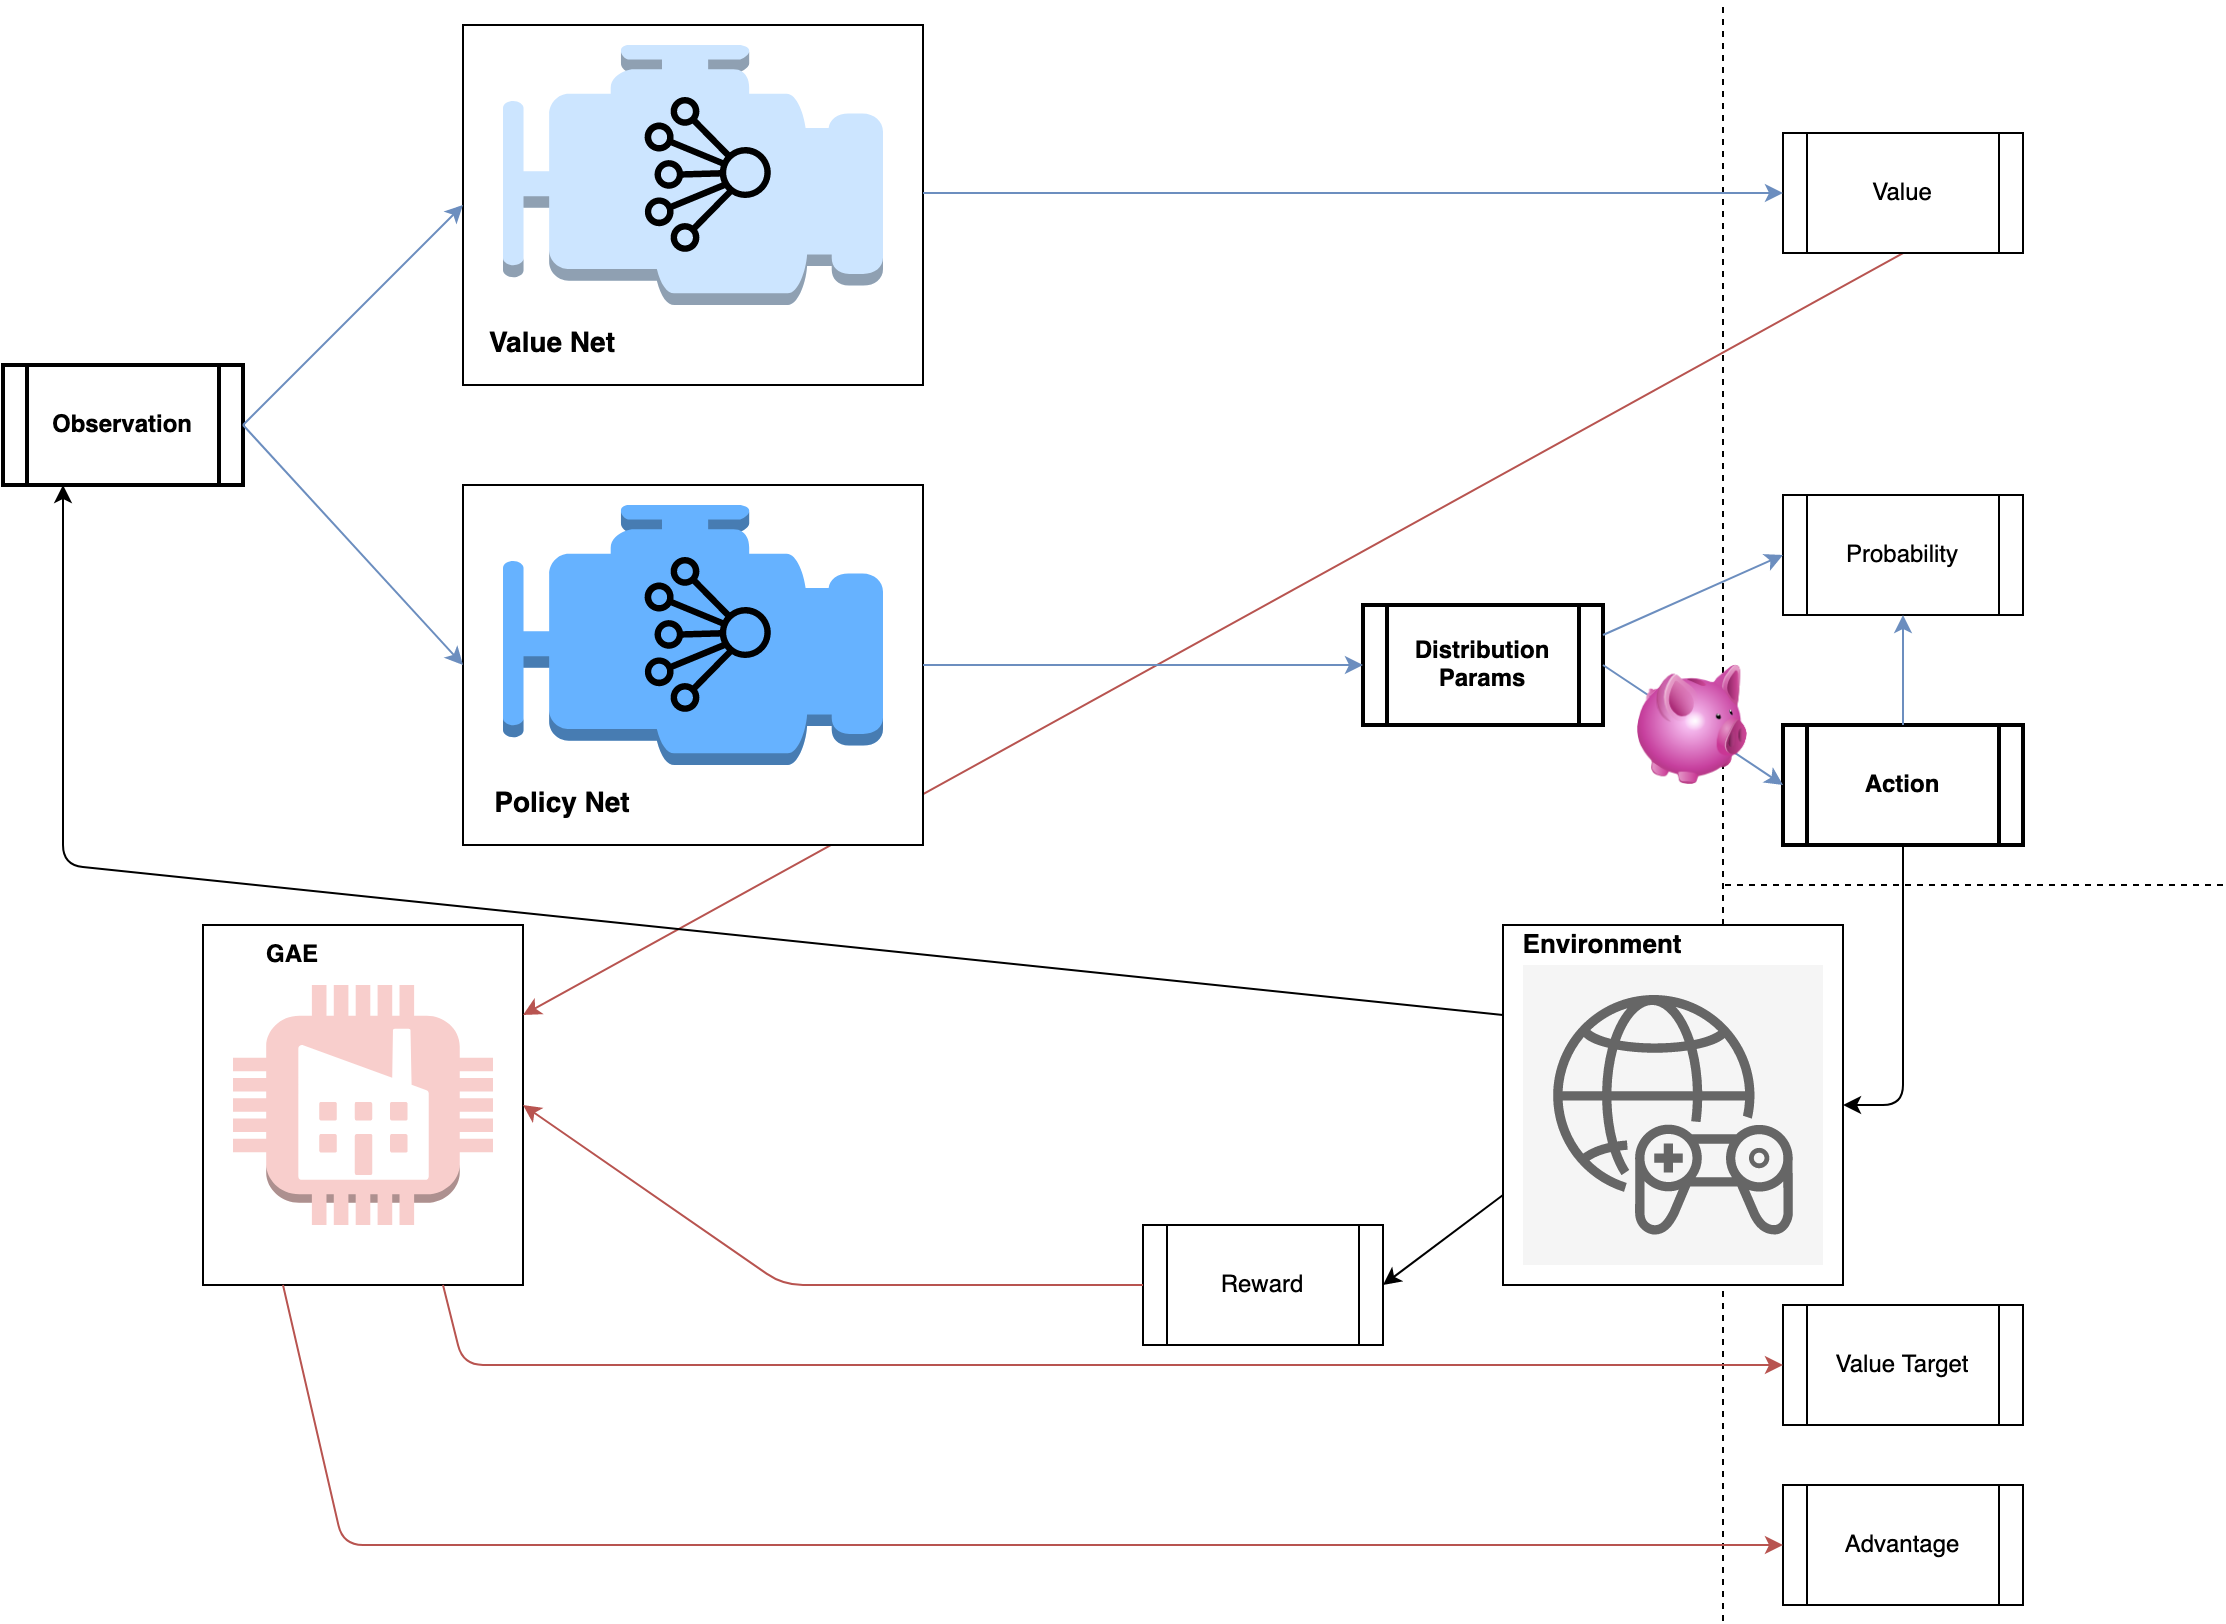 Value Net
Value
Observation
Probability
Distribution
Params
Action
Policy Net
GAE
Environment
Reward
Value Target
Advantage